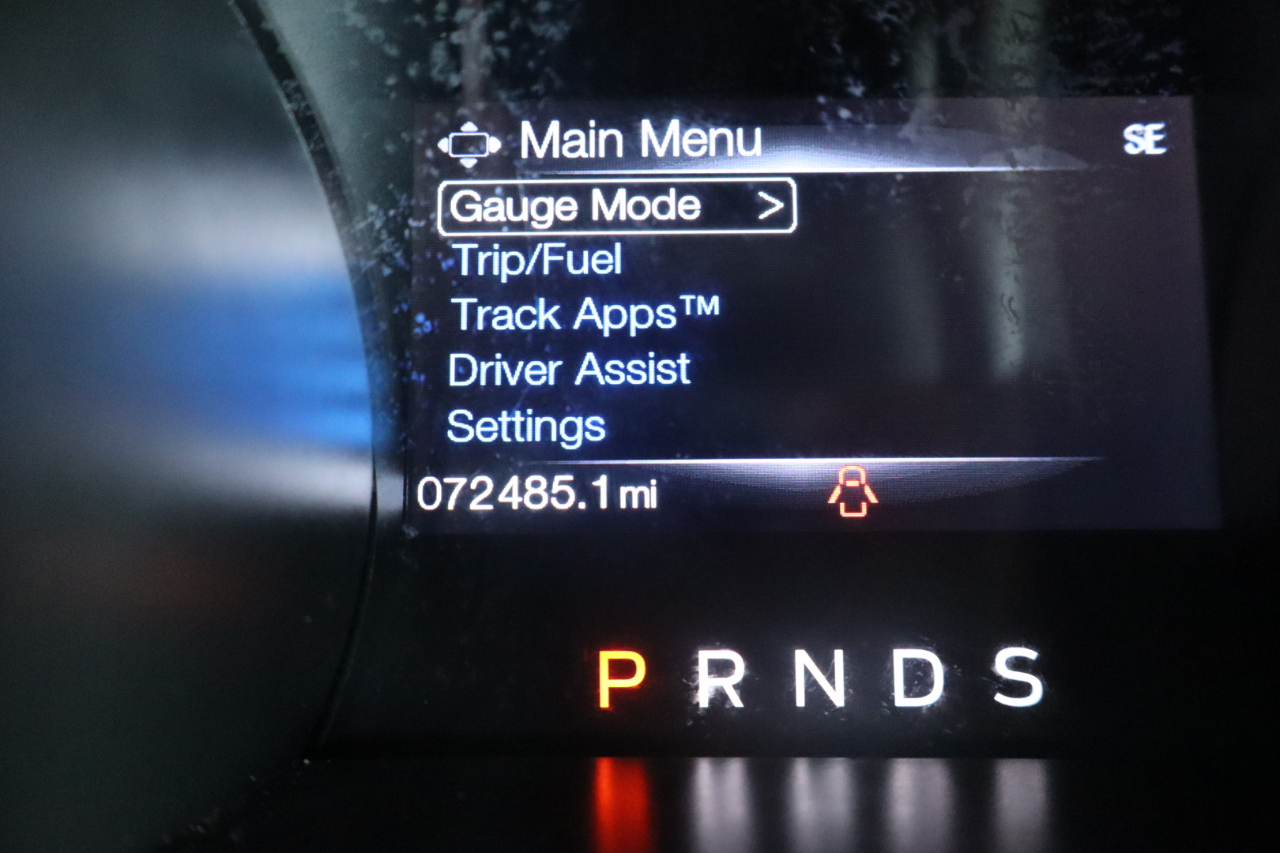 Main Menu SE
Gauge Mode >
Trip/Fuel
Track Apps™
Driver Assist
Settings
072485.1 mi
P R N D S